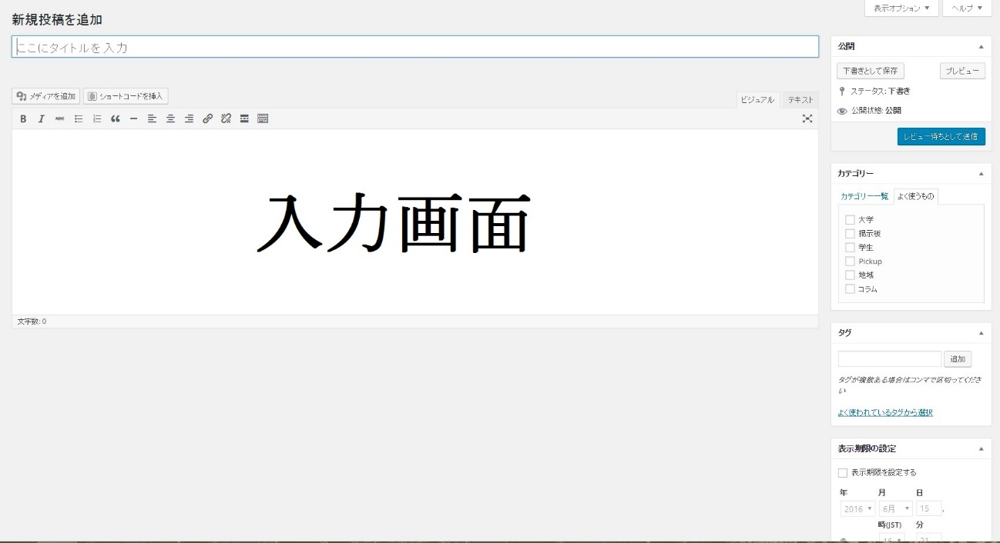 表示オプション ▼ ヘルプ ▼
新規投稿を追加
ここにタイトルを入力
メディアを追加 ショートコードを挿入
ビジュアル テキスト
B I ABC
入力画面
文字数: 0
公開
下書きとして保存 プレビュー
ステータス: 下書き
公開状態: 公開
レビュー待ちとして送信
カテゴリー
カテゴリー一覧 よく使うもの
大学
掲示板
学生
Pickup
地域
コラム
タグ
追加
タグが複数ある場合はコンマで区切ってくださ
い
よく使われているタグから選択
表示期限の設定
表示期限を設定する
年 月 日
2016 6月 15 ,
時(JST) 分